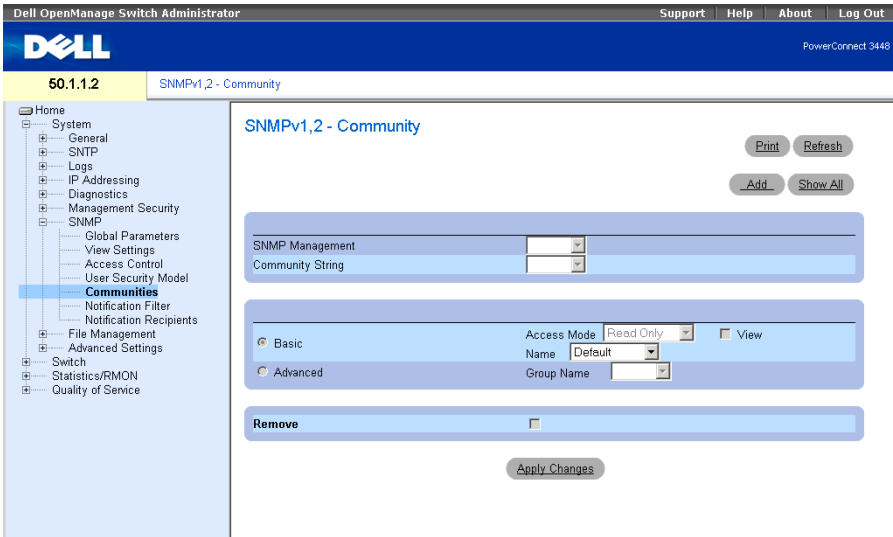 Dell OpenManage Switch Administrator Support Help About Log Out
DELL
PowerConnect 3448
50.1.1.2 SNMPv1,2 - Community
Home
System
General
SNTP
Logs
IP Addressing
Diagnostics
Management Security
SNMP
Global Parameters
View Settings
Access Control
User Security Model
Communities
Notification Filter
Notification Recipients
File Management
Advanced Settings
Switch
Statistics/RMON
Quality of Service
SNMPv1,2 - Community
Print Refresh
Add Show All
SNMP Management
Community String
Basic Access Mode Read Only View
Name Default
Advanced Group Name
Remove
Apply Changes